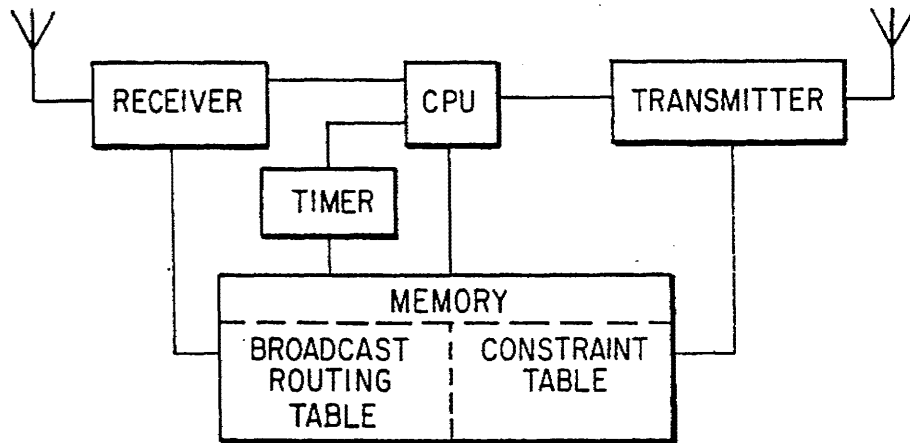 RECEIVER
CPU
TRANSMITTER
TIMER
MEMORY
BROADCAST
ROUTING
TABLE
CONSTRAINT
TABLE